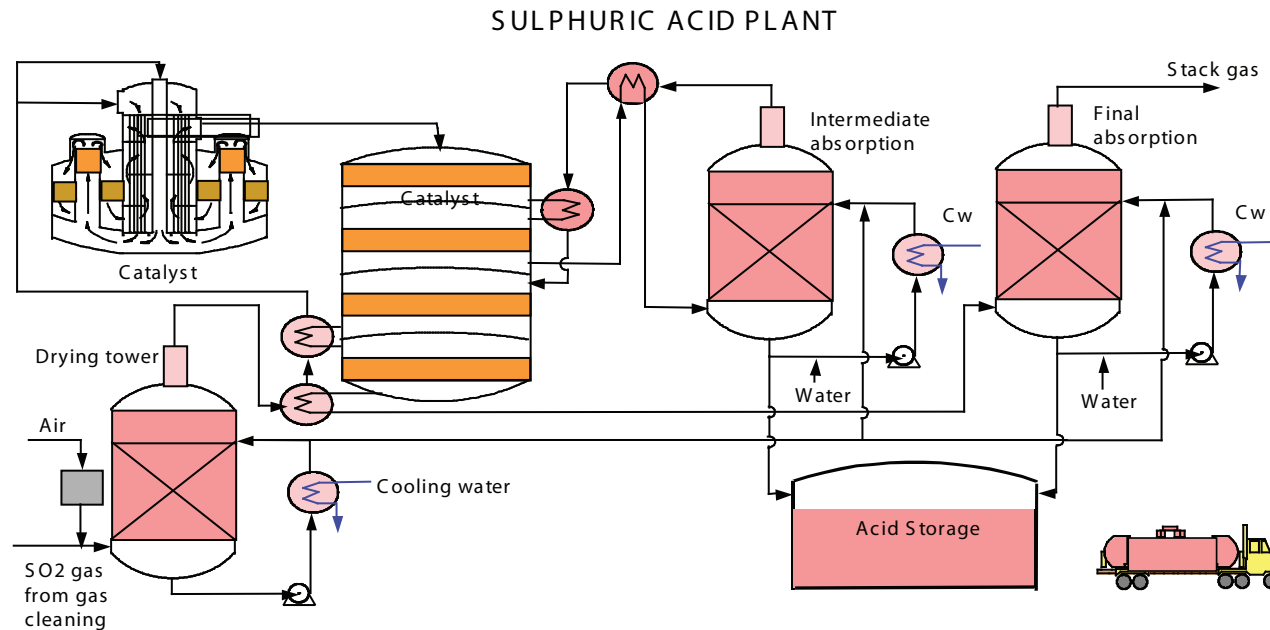 SULPHURIC ACID PLANT
Stack gas
Intermediate
absorption
Final
absorption
Catalyst
Cw
Cw
Catalyst
Drying tower
Water
Water
Air
Cooling water
Acid Storage
SO2 gas
from gas
cleaning